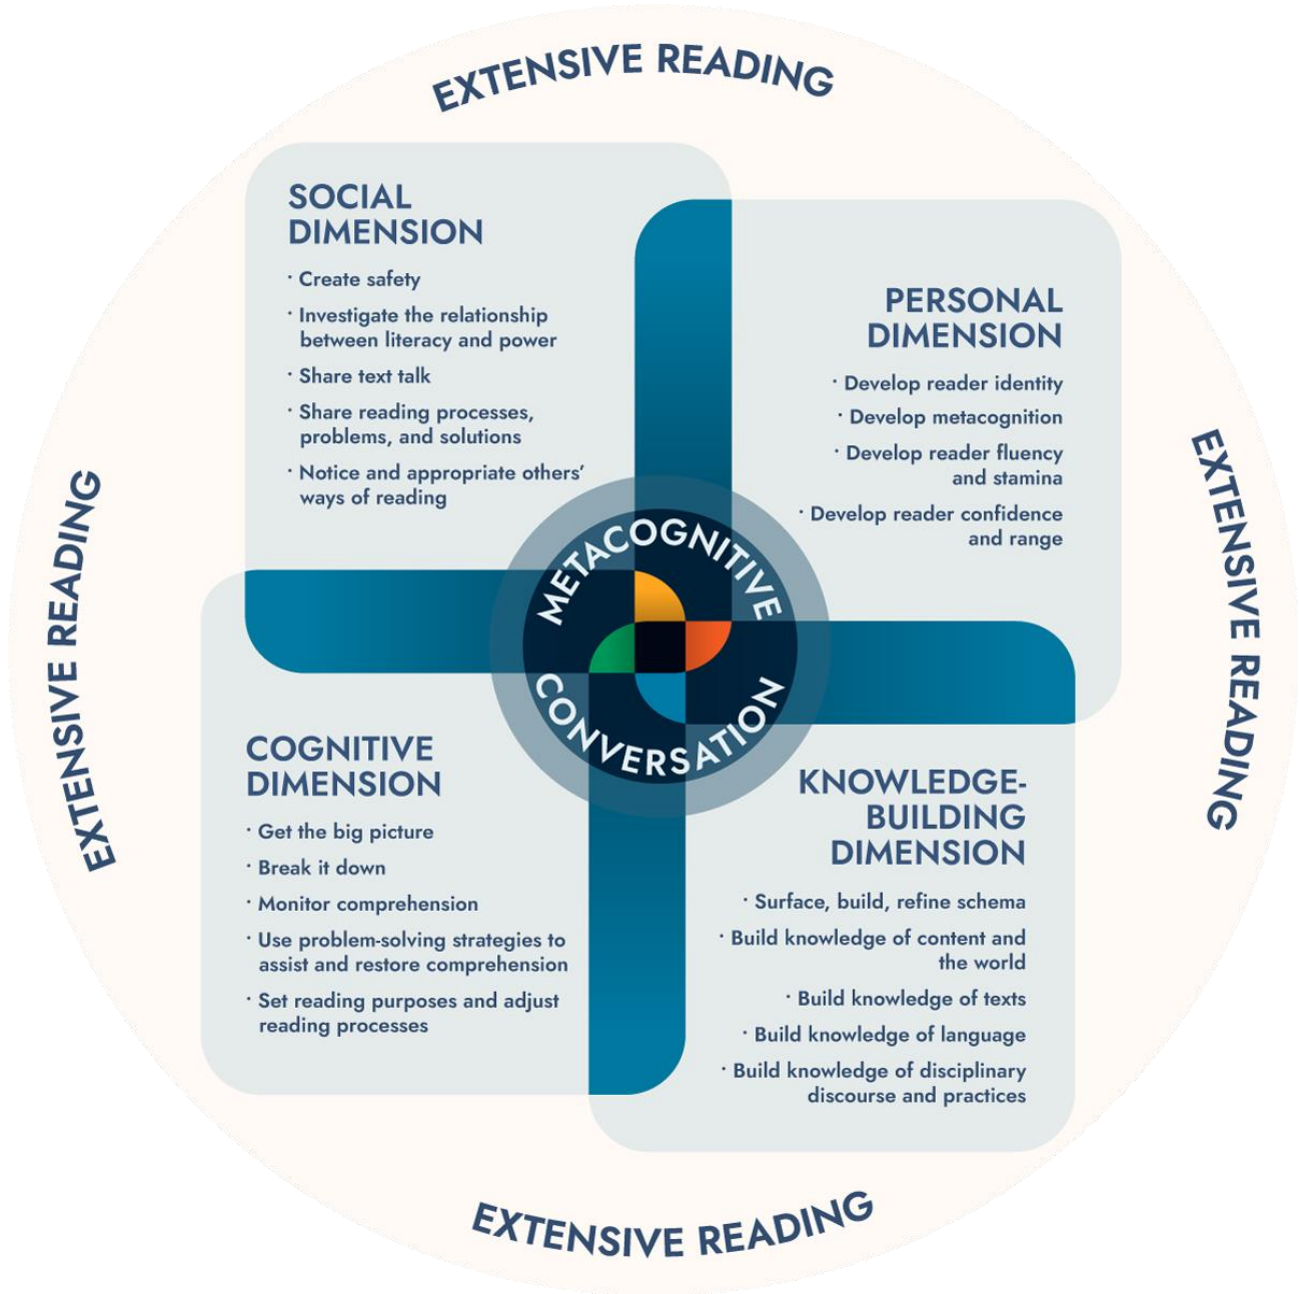 EXTENSIVE READING
SOCIAL
DIMENSION
· Create safety
· Investigate the relationship
between literacy and power
· Share text talk
· Share reading processes,
problems, and solutions
· Notice and appropriate others’
ways of reading
PERSONAL
DIMENSION
· Develop reader identity
· Develop metacognition
· Develop reader fluency
and stamina
· Develop reader confidence
and range
EXTENSIVE READING
EXTENSIVE READING
METACOGNITIVE
CONVERSATION
COGNITIVE
DIMENSION
· Get the big picture
· Break it down
· Monitor comprehension
· Use problem-solving strategies to
assist and restore comprehension
· Set reading purposes and adjust
reading processes
KNOWLEDGE-
BUILDING
DIMENSION
· Surface, build, refine schema
· Build knowledge of content and
the world
· Build knowledge of texts
· Build knowledge of language
· Build knowledge of disciplinary
discourse and practices
EXTENSIVE READING